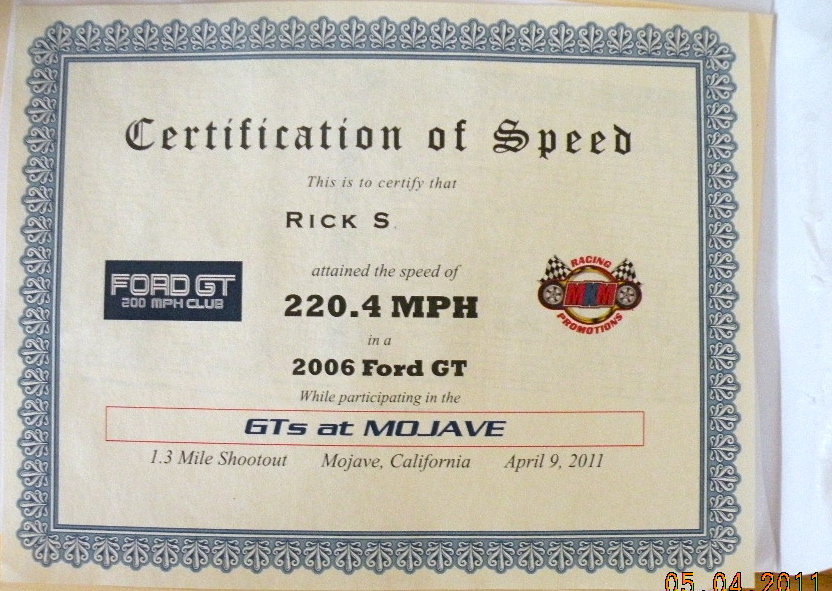 Certification of Speed
This is to certify that
RICK S.
attained the speed of
FORD GT
200 MPH CLUB
220.4 MPH
RACING
MKM
PROMOTIONS
in a
2006 Ford GT
While participating in the
GTs at MOJAVE
1.3 Mile Shootout Mojave, California April 9, 2011
05.04.2011